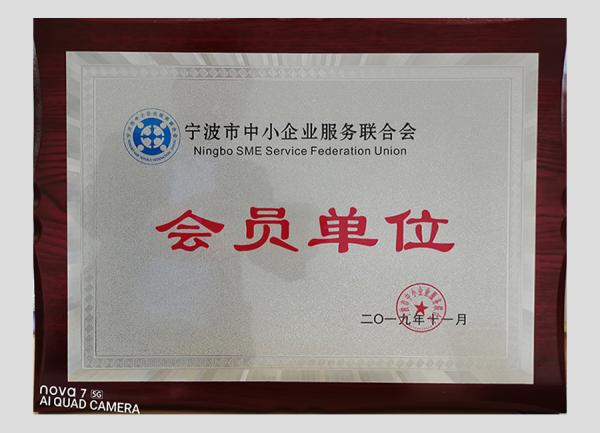 宁波市中小企业服务联合会
Ningbo SME Service Federation Union
会员单位
二〇一九年十一月
nova 7 5G
AI QUAD CAMERA